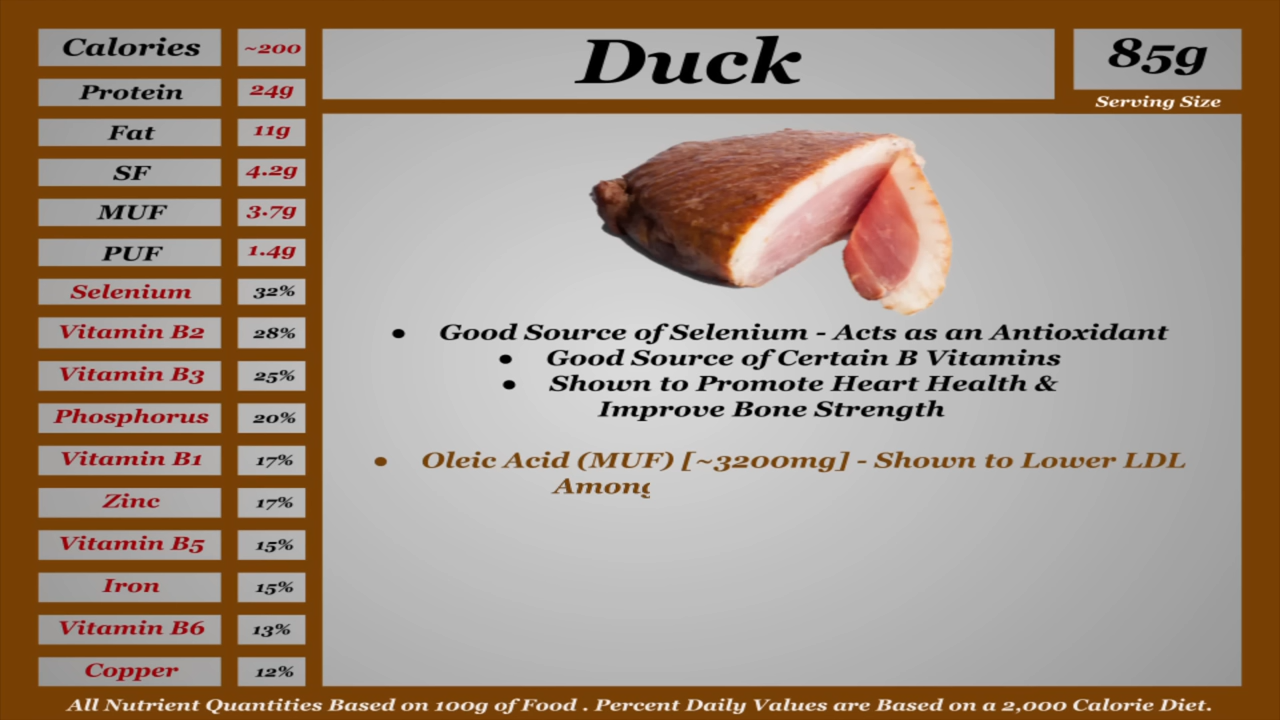 Calories ~200
Protein 24g
Fat 11g
SF 4.2g
MUF 3.7g
PUF 1.4g
Selenium 32%
Vitamin B2 28%
Vitamin B3 25%
Phosphorus 20%
Vitamin B1 17%
Zinc 17%
Vitamin B5 15%
Iron 15%
Vitamin B6 13%
Copper 12%
Duck
85g
Serving Size
● Good Source of Selenium - Acts as an Antioxidant
● Good Source of Certain B Vitamins
● Shown to Promote Heart Health &
Improve Bone Strength
● Oleic Acid (MUF) [~3200mg] - Shown to Lower LDL
Among
All Nutrient Quantities Based on 100g of Food . Percent Daily Values are Based on a 2,000 Calorie Diet.